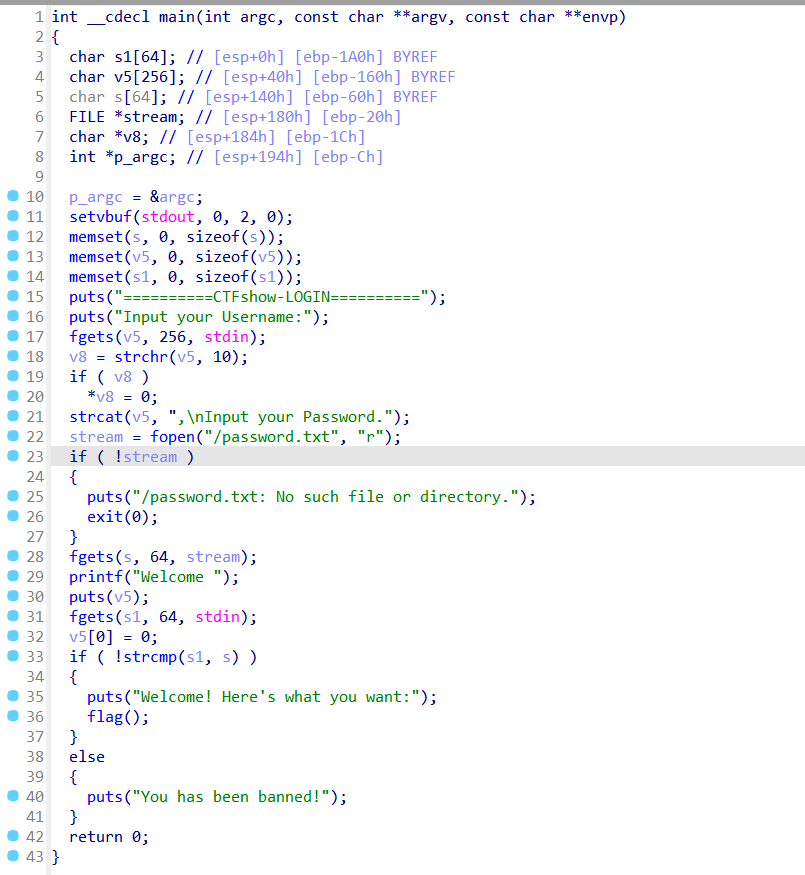 1 int __cdecl main(int argc, const char **argv, const char **envp)
2 {
3   char s1[64]; // [esp+0h] [ebp-1A0h] BYREF
4   char v5[256]; // [esp+40h] [ebp-160h] BYREF
5   char s[64]; // [esp+140h] [ebp-60h] BYREF
6   FILE *stream; // [esp+180h] [ebp-20h]
7   char *v8; // [esp+184h] [ebp-1Ch]
8   int *p_argc; // [esp+194h] [ebp-Ch]
9
10   p_argc = &argc;
11   setvbuf(stdout, 0, 2, 0);
12   memset(s, 0, sizeof(s));
13   memset(v5, 0, sizeof(v5));
14   memset(s1, 0, sizeof(s1));
15   puts("==========CTFshow-LOGIN==========");
16   puts("Input your Username:");
17   fgets(v5, 256, stdin);
18   v8 = strchr(v5, 10);
19   if ( v8 )
20     *v8 = 0;
21   strcat(v5, ",\nInput your Password.");
22   stream = fopen("/password.txt", "r");
23   if ( !stream )
24   {
25     puts("/password.txt: No such file or directory.");
26     exit(0);
27   }
28   fgets(s, 64, stream);
29   printf("Welcome ");
30   puts(v5);
31   fgets(s1, 64, stdin);
32   v5[0] = 0;
33   if ( !strcmp(s1, s) )
34   {
35     puts("Welcome! Here's what you want:");
36     flag();
37   }
38   else
39   {
40     puts("You has been banned!");
41   }
42   return 0;
43 }